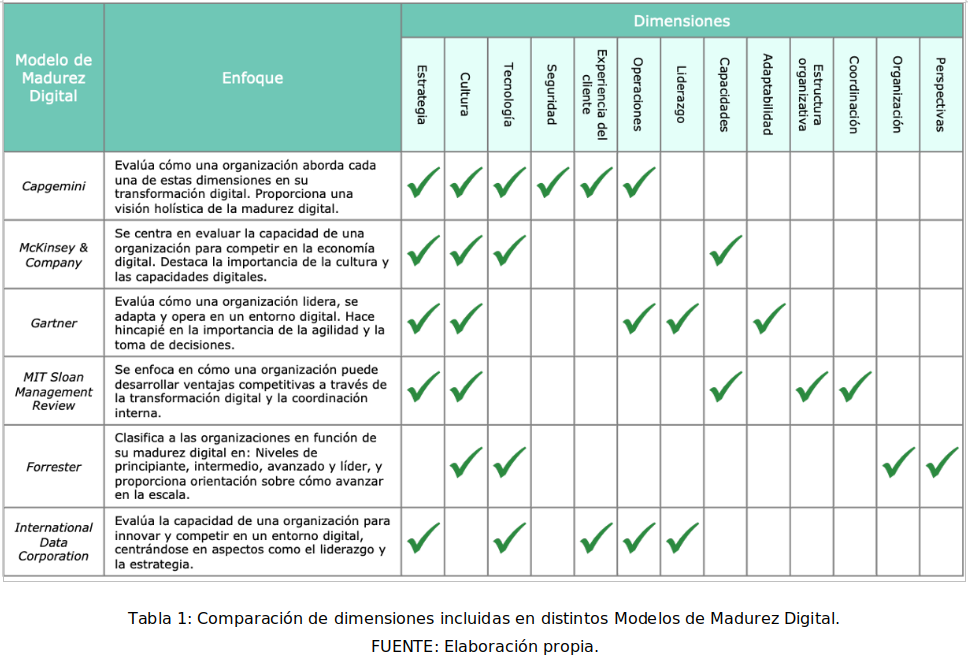 Modelo de
Madurez
Digital
Enfoque
Dimensiones
Estrategia
Cultura
Tecnología
Seguridad
Experiencia del
cliente
Operaciones
Liderazgo
Capacidades
Adaptabilidad
Estructura
organizativa
Coordinación
Organización
Perspectivas
Capgemini
Evalúa cómo una organización aborda cada
una de estas dimensiones en su
transformación digital. Proporciona una
visión holística de la madurez digital.
McKinsey &
Company
Se centra en evaluar la capacidad de una
organización para competir en la economía
digital. Destaca la importancia de la cultura y
las capacidades digitales.
Gartner
Evalúa cómo una organización lidera, se
adapta y opera en un entorno digital. Hace
hincapié en la importancia de la agilidad y la
toma de decisiones.
MIT Sloan
Management
Review
Se enfoca en cómo una organización puede
desarrollar ventajas competitivas a través de
la transformación digital y la coordinación
interna.
Forrester
Clasifica a las organizaciones en función de
su madurez digital en: Niveles de
principiante, intermedio, avanzado y líder, y
proporciona orientación sobre cómo avanzar
en la escala.
International
Data
Corporation
Evalúa la capacidad de una organización para
innovar y competir en un entorno digital,
centrándose en aspectos como el liderazgo y
la estrategia.
Tabla 1: Comparación de dimensiones incluidas en distintos Modelos de Madurez Digital.
FUENTE: Elaboración propia.